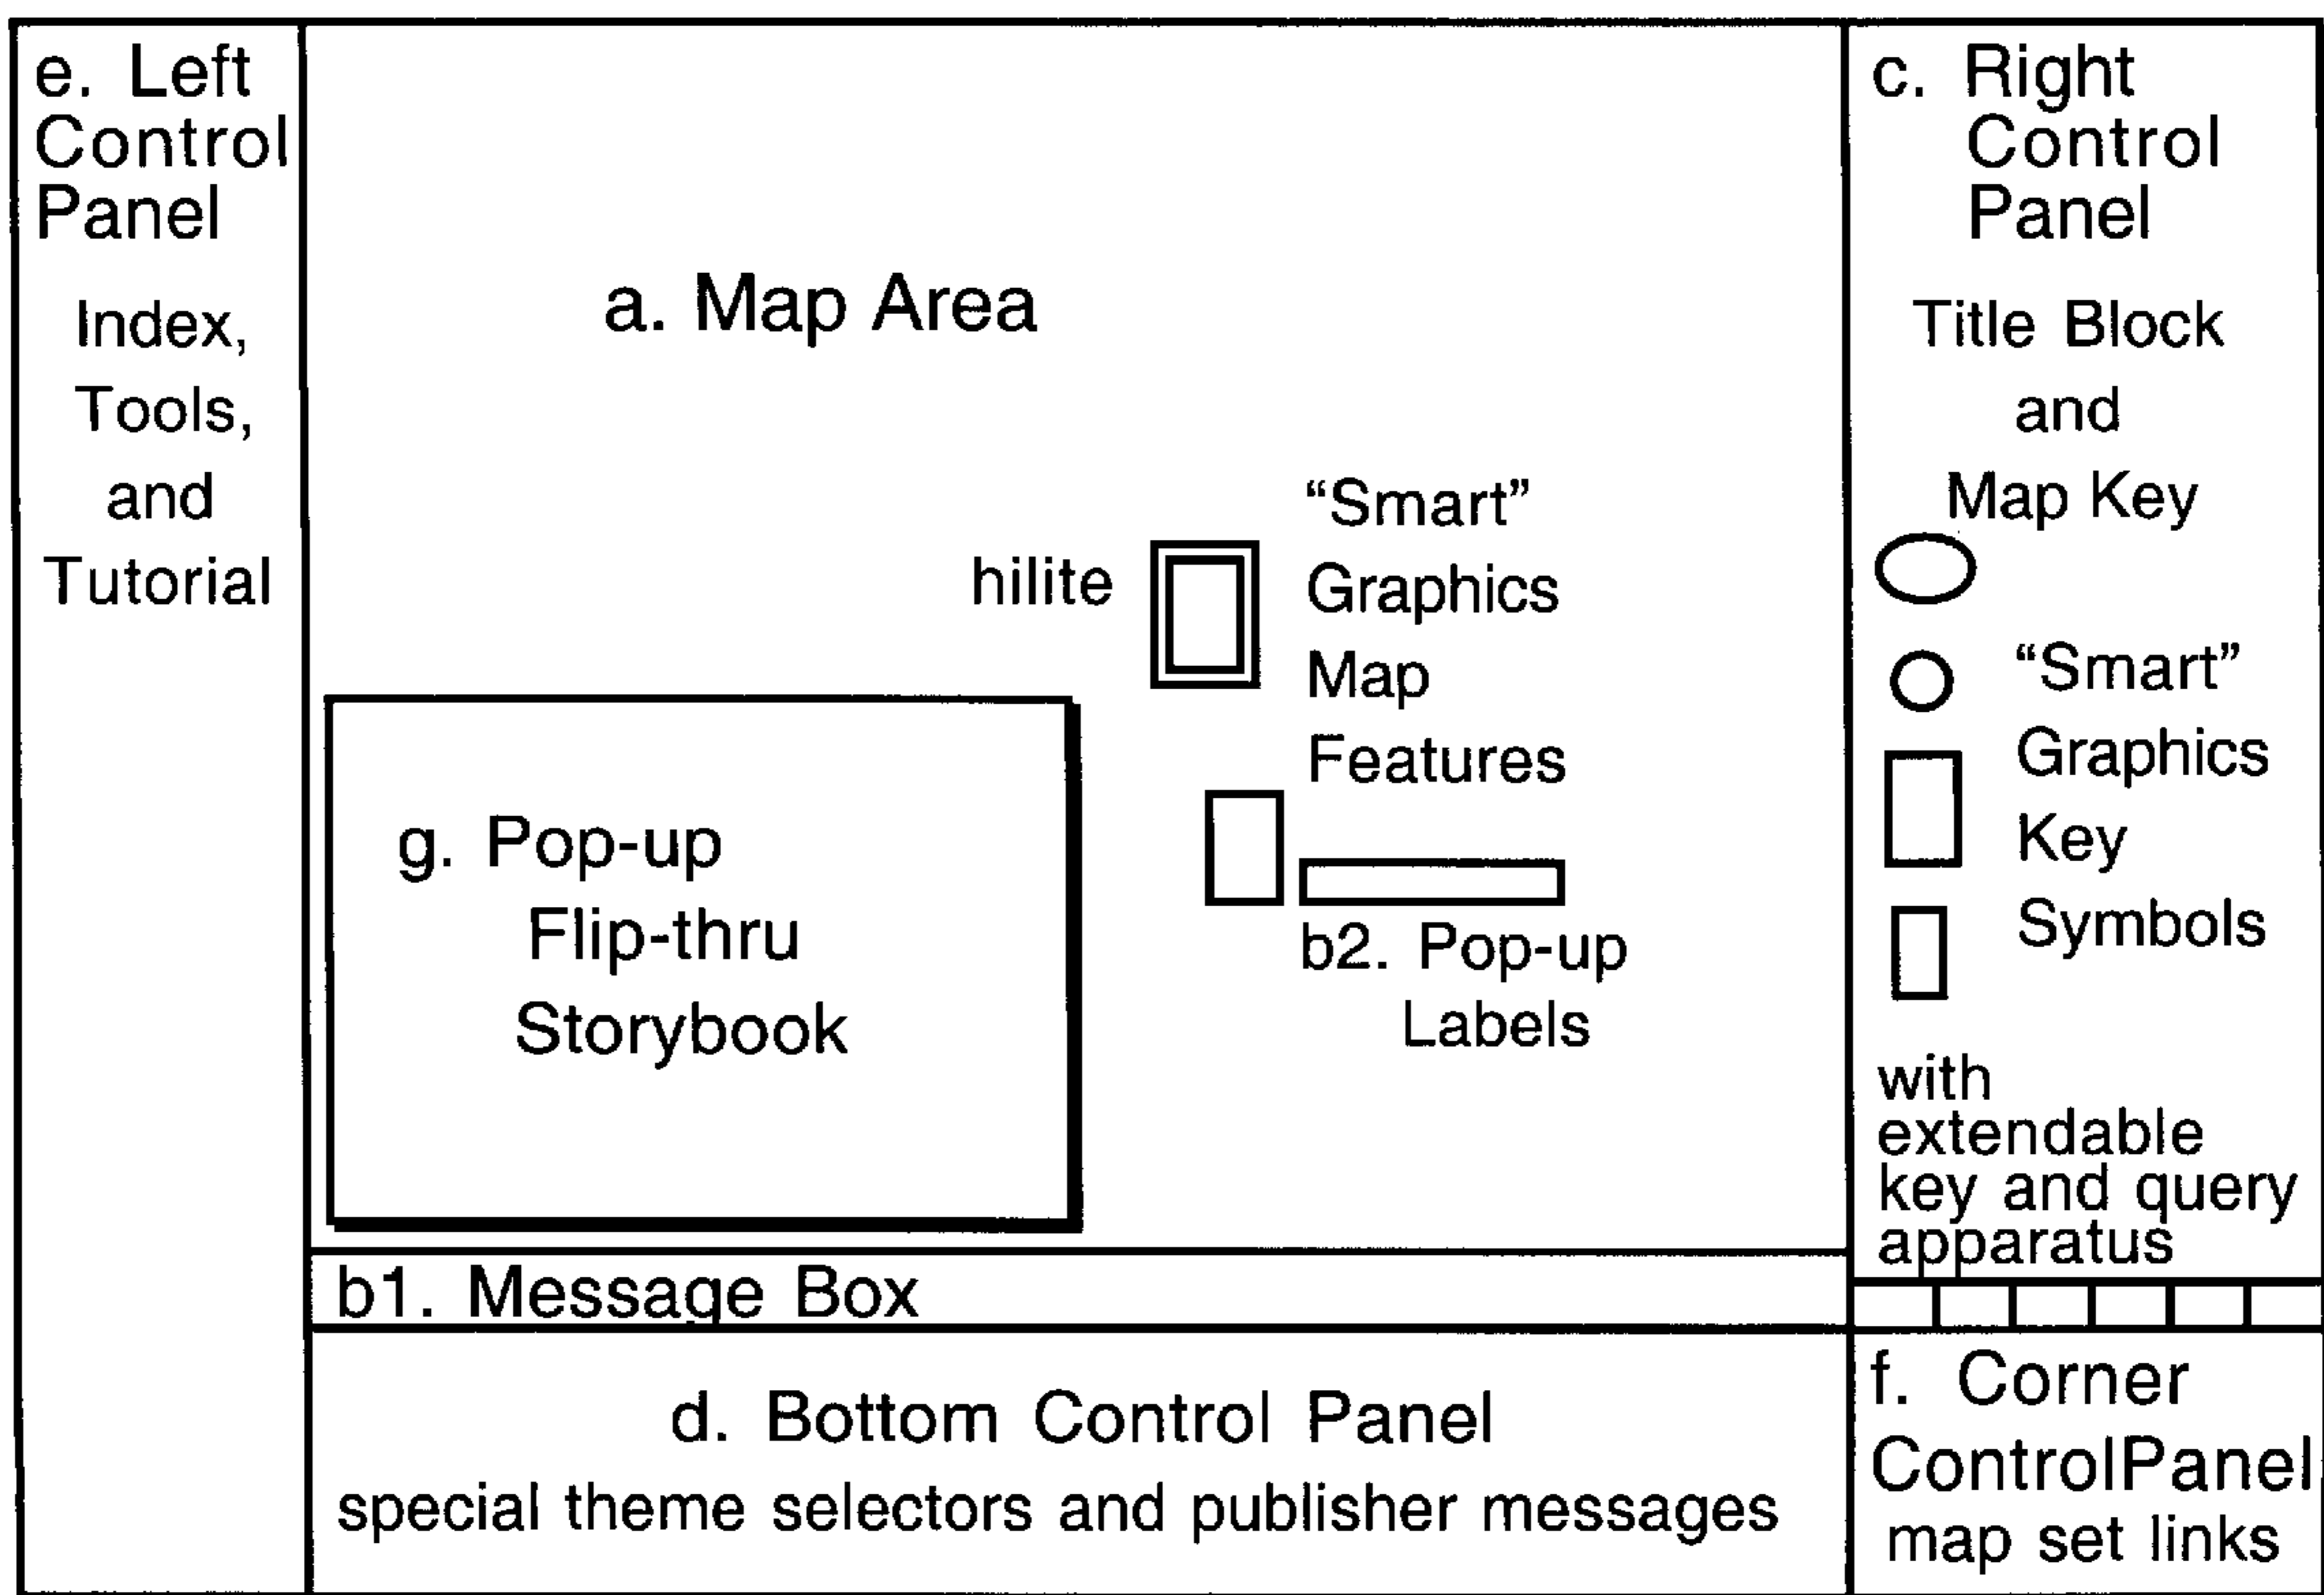 e. Left
Control
Panel
Index,
Tools,
and
Tutorial
a. Map Area
hilite
“Smart”
Graphics
Map
Features
g. Pop-up
Flip-thru
Storybook
b2. Pop-up
Labels
b1. Message Box
d. Bottom Control Panel
special theme selectors and publisher messages
c. Right
Control
Panel
Title Block
and
Map Key
“Smart”
Graphics
Key
Symbols
with
extendable
key and query
apparatus
f. Corner
ControlPanel
map set links